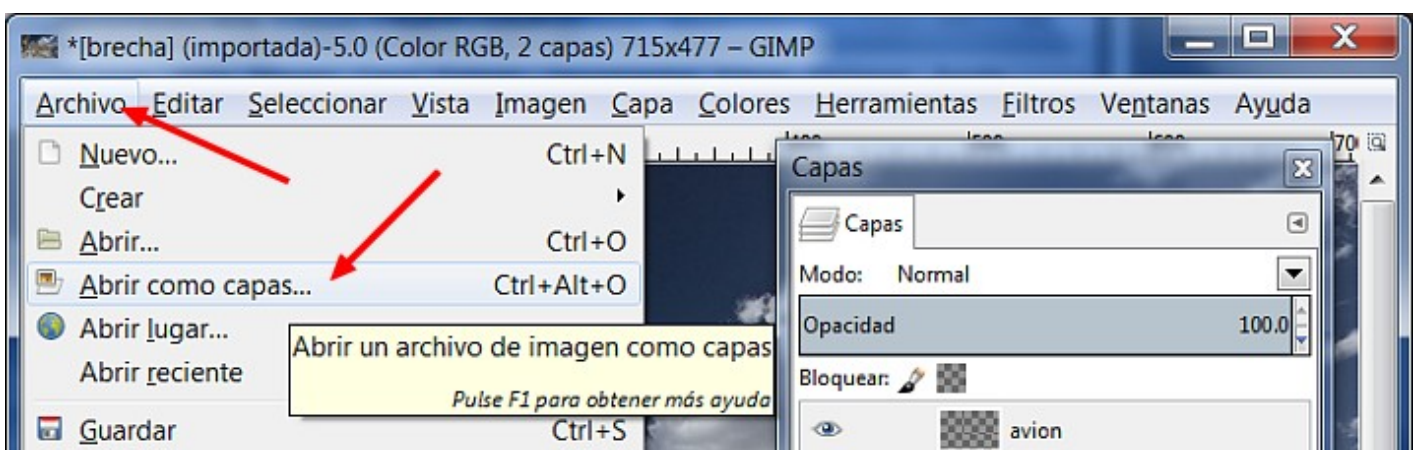 *[brecha] (importada)-5.0 (Color RGB, 2 capas) 715x477 – GIMP
Archivo Editar Seleccionar Vista Imagen Capa Colores Herramientas Filtros Ventanas Ayuda
Nuevo... Ctrl+N
Crear
Abrir... Ctrl+O
Abrir como capas... Ctrl+Alt+O
Abrir lugar...
Abrir reciente
Guardar Ctrl+S
Abrir un archivo de imagen como capas
Pulse F1 para obtener más ayuda
Capas
Capas
Modo: Normal
Opacidad 100.0
Bloquear:
avion